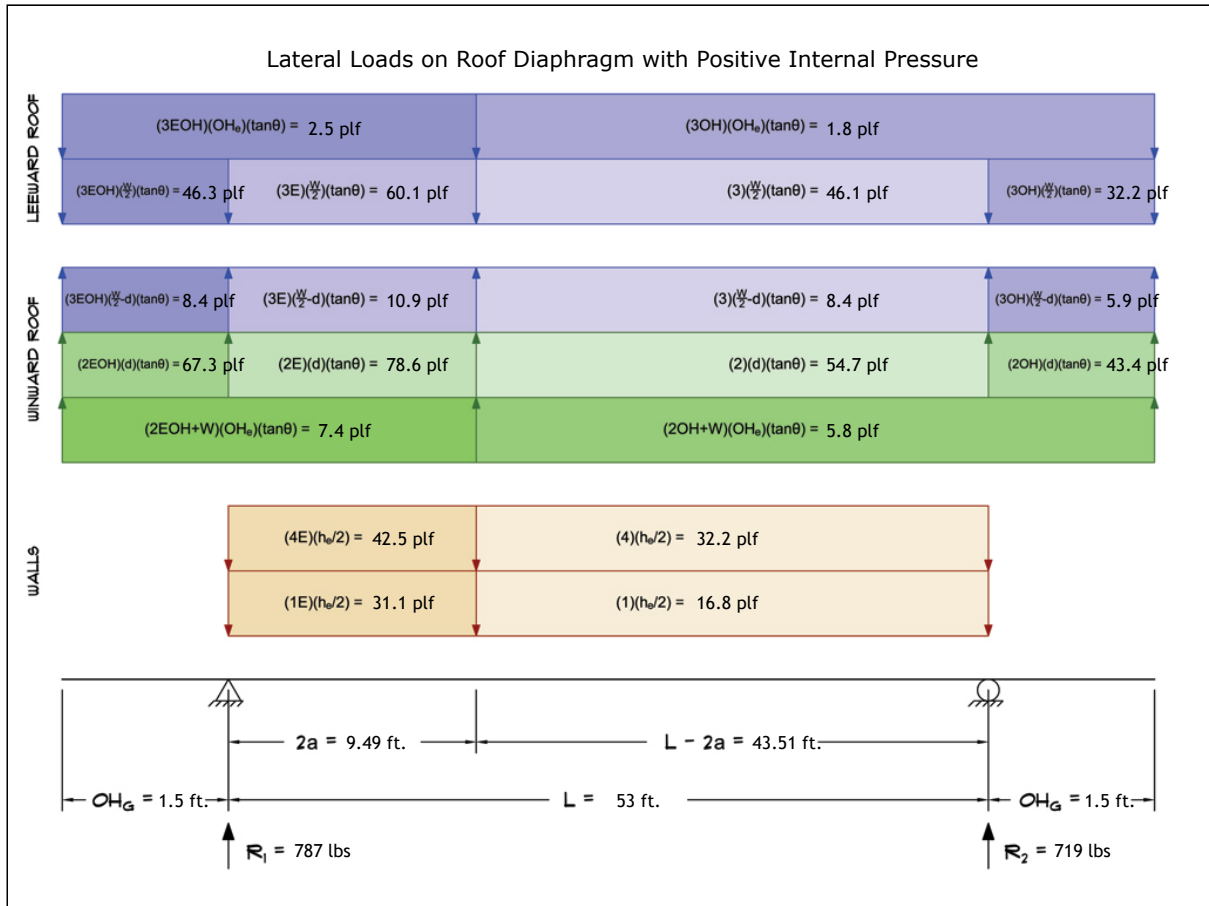 Lateral Loads on Roof Diaphragm with Positive Internal Pressure
LEEWARD ROOF
(3EOH)(OHₑ)(tanθ) = 2.5 plf
(3OH)(OHₑ)(tanθ) = 1.8 plf
(3EOH)(W/2)(tanθ) = 46.3 plf
(3E)(W/2)(tanθ) = 60.1 plf
(3)(W/2)(tanθ) = 46.1 plf
(3OH)(W/2)(tanθ) = 32.2 plf
WINWARD ROOF
(3EOH)(W/2-d)(tanθ) = 8.4 plf
(3E)(W/2-d)(tanθ) = 10.9 plf
(3)(W/2-d)(tanθ) = 8.4 plf
(3OH)(W/2-d)(tanθ) = 5.9 plf
(2EOH)(d)(tanθ) = 67.3 plf
(2E)(d)(tanθ) = 78.6 plf
(2)(d)(tanθ) = 54.7 plf
(2OH)(d)(tanθ) = 43.4 plf
(2EOH+W)(OHₑ)(tanθ) = 7.4 plf
(2OH+W)(OHₑ)(tanθ) = 5.8 plf
WALLS
(4E)(hₑ/2) = 42.5 plf
(4)(hₑ/2) = 32.2 plf
(1E)(hₑ/2) = 31.1 plf
(1)(hₑ/2) = 16.8 plf
2a = 9.49 ft.
L - 2a = 43.51 ft.
OH_G = 1.5 ft.
L = 53 ft.
OH_G = 1.5 ft.
R₁ = 787 lbs
R₂ = 719 lbs